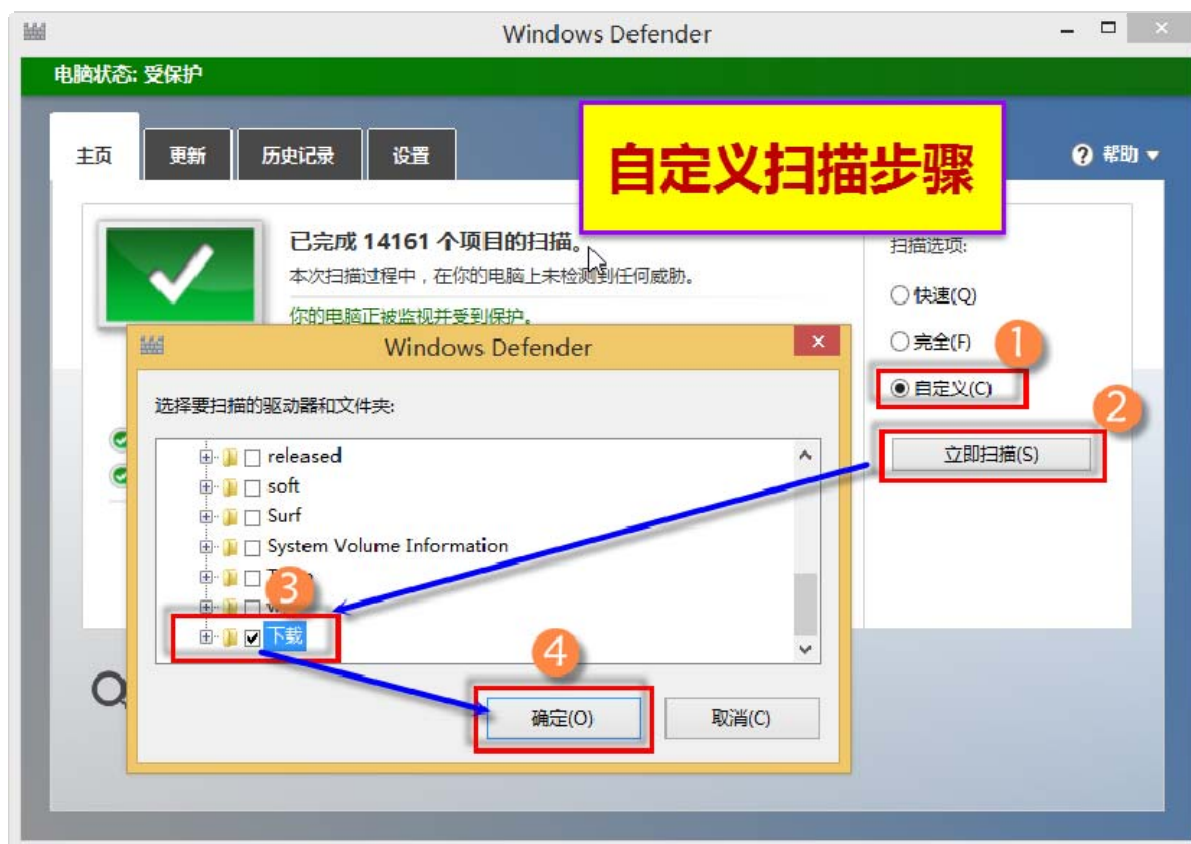 Windows Defender
电脑状态: 受保护
自定义扫描步骤
主页 更新 历史记录 设置 帮助
已完成 14161 个项目的扫描。
本次扫描过程中，在你的电脑上未检测到任何威胁。
你的电脑正被监视并受到保护。
扫描选项:
快速(Q)
完全(F)
1
自定义(C)
2
立即扫描(S)
Windows Defender
选择要扫描的驱动器和文件夹:
released
soft
Surf
System Volume Information
3
下载
4
确定(O) 取消(C)